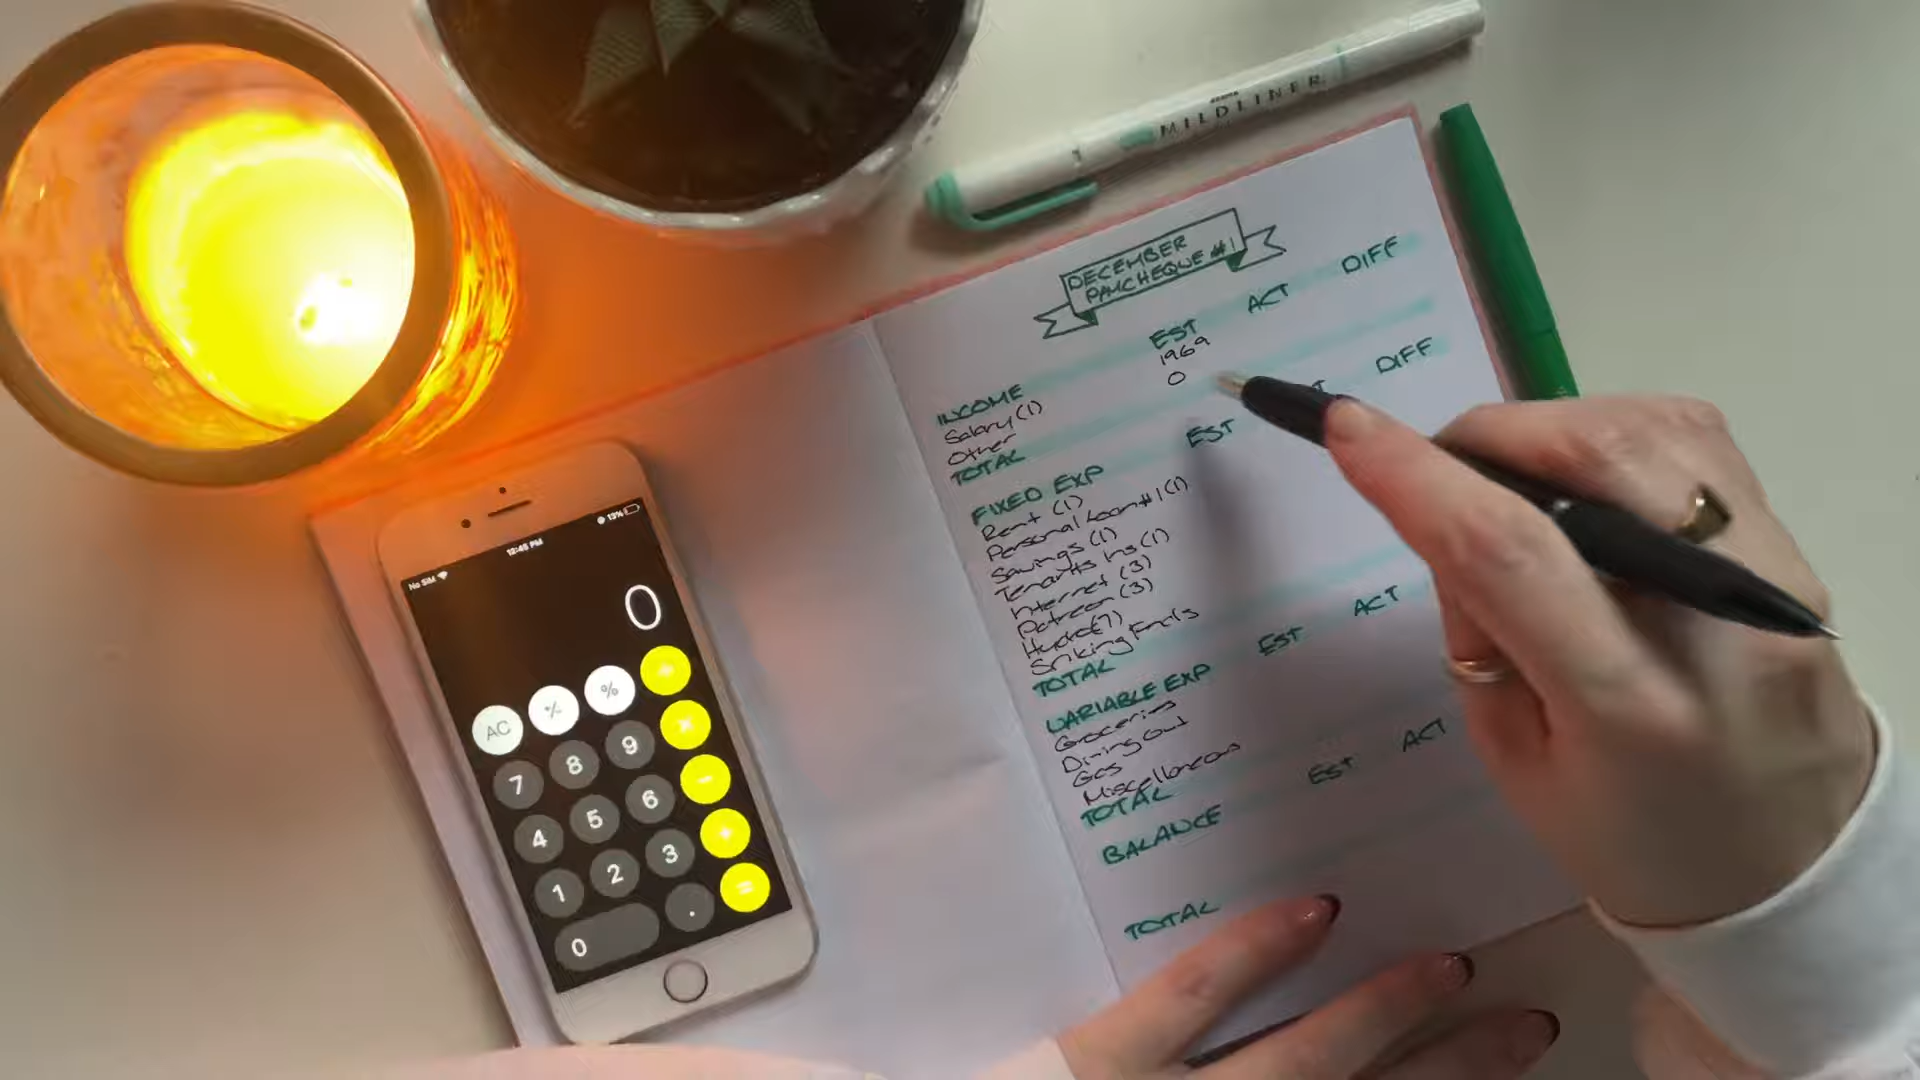 ZEBRA
MILDLINER
DECEMBER
PAYCHEQUE #1
EST ACT DIFF
INCOME 1969
Salary (1) 0
Other
TOTAL
FIXED EXP EST DIFF
Rent (1)
Personal Loan #1 (1)
Savings (1)
Tenants Ins (1)
Internet (3)
Patreon (3)
Hydro (7)
TOTAL
VARIABLE EXP EST ACT
Groceries
Dining Out
Gas
Miscellaneous
TOTAL
BALANCE EST ACT
TOTAL
No SIM 12:45 PM 13%
0
AC +/- % ÷
7 8 9 ×
4 5 6 −
1 2 3 +
0 . =